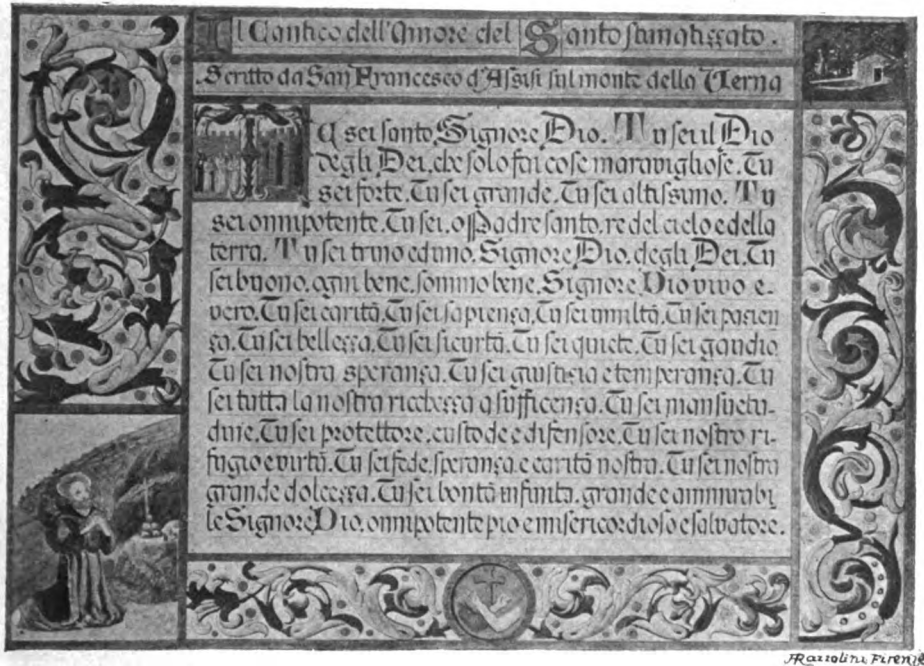 Il Cantico dell'Amore del Santo stimatizzato.
Scritto da San Francesco d'Assisi sul monte della Verna
Tu sei santo, Signore Dio. Tu sei il Dio
degli Dei, che solo fai cose maravigliose. Tu
sei forte. Tu sei grande. Tu sei altissimo. Tu
sei onnipotente. Tu sei, o Padre santo, re del cielo e della
terra. Tu sei trino ed uno. Signore Dio, degli Dei. Tu
sei buono, ogni bene, sommo bene, Signore Dio vivo e-
vero. Tu sei carità, Tu sei sapienza, Tu sei umiltà, Tu sei pazien
za, Tu sei bellezza, Tu sei sicurtà. Tu sei quiete. Tu sei gaudio
Tu sei nostra speranza. Tu sei giustizia e temperanza. Tu
sei tutta la nostra ricchezza a sufficenza. Tu sei mansuetu-
dine. Tu sei protettore, custode e difensore. Tu sei nostro ri-
fugio e virtù. Tu sei fede, speranza, e carità nostra. Tu sei nostra
grande dolcezza. Tu sei bontà infinita, grande e ammirabi
le Signore Dio, onnipotente pio e misericordioso e salvatore.
Razzolini Firenze